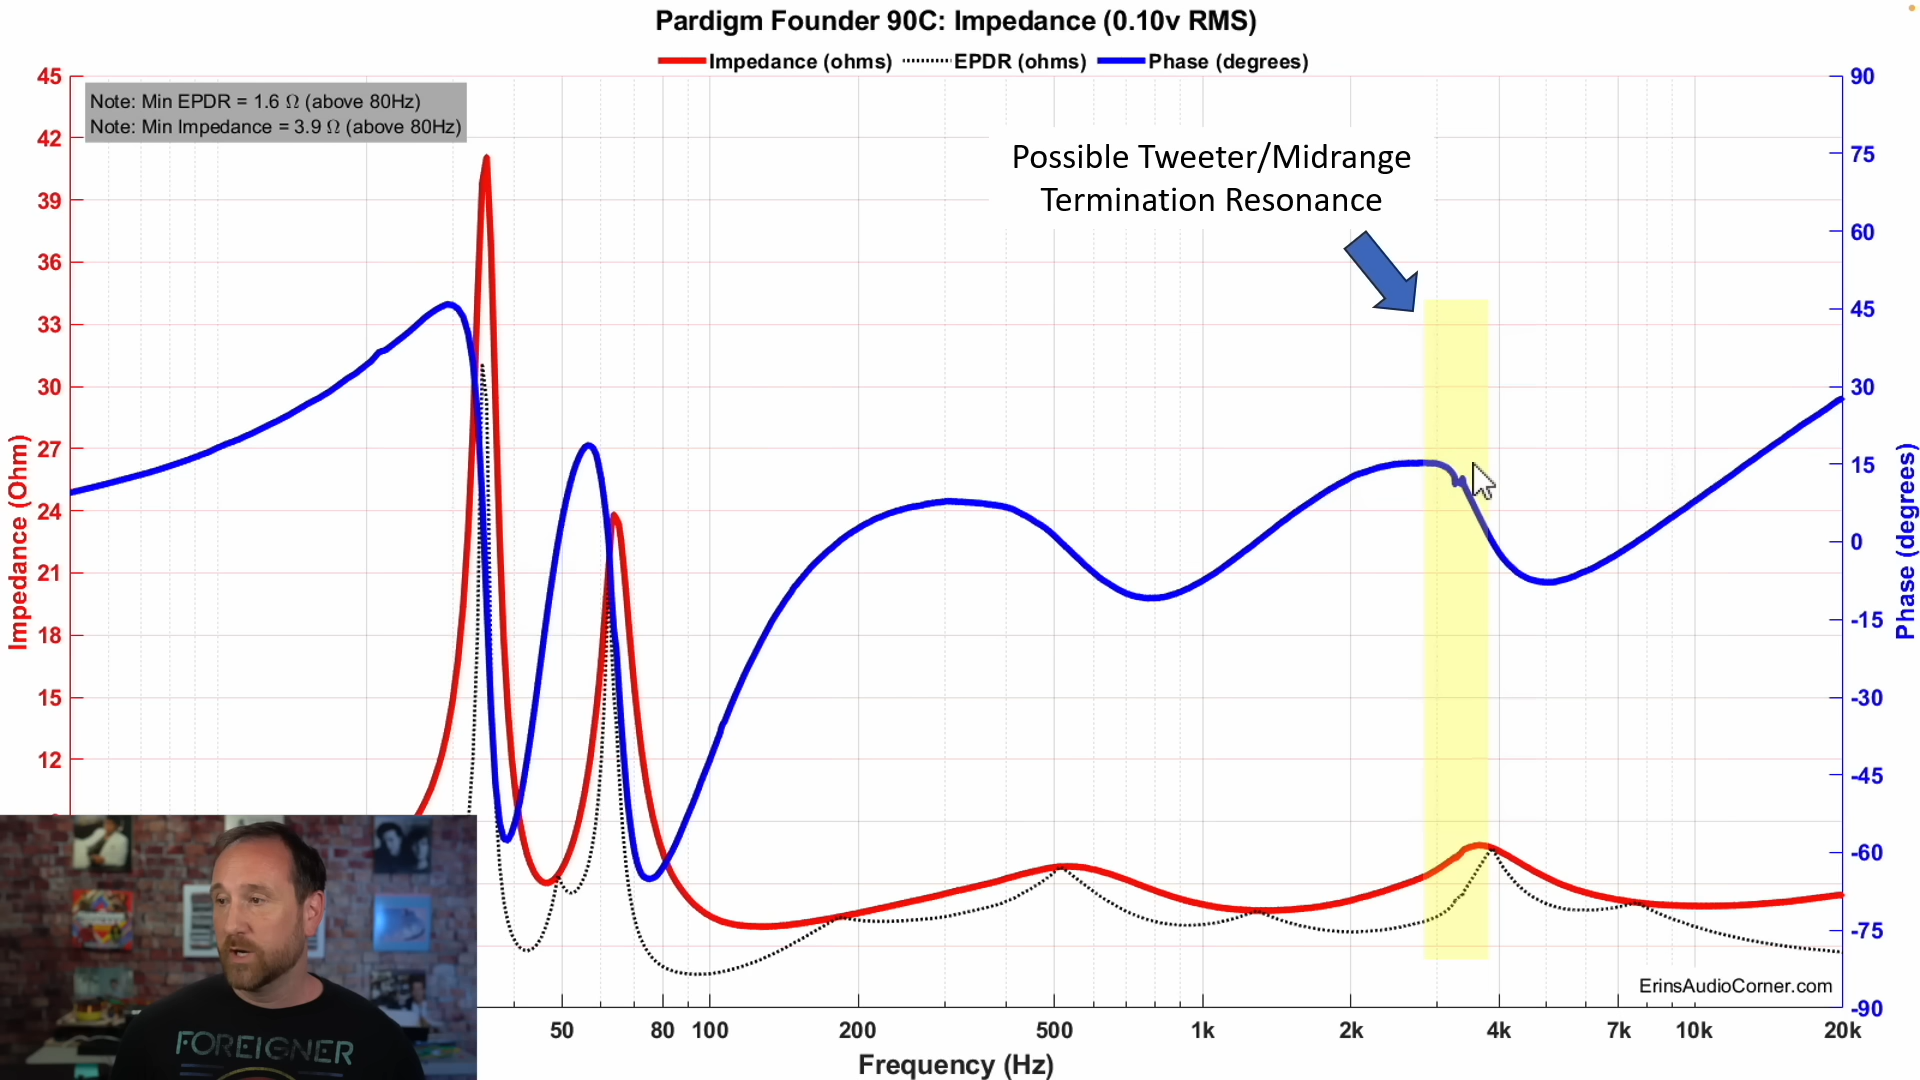 Pardigm Founder 90C: Impedance (0.10v RMS)
Impedance (ohms) EPDR (ohms) Phase (degrees)
Note: Min EPDR = 1.6 Ω (above 80Hz)
Note: Min Impedance = 3.9 Ω (above 80Hz)
Possible Tweeter/Midrange
Termination Resonance
Impedance (Ohm)
45
42
39
36
33
30
27
24
21
18
15
12
90
75
60
45
30
15
0
-15
-30
-45
-60
-75
-90
Phase (degrees)
ErinsAudioCorner.com
50 80 100 200 500 1k 2k 4k 7k 10k 20k
Frequency (Hz)
FOREIGNER